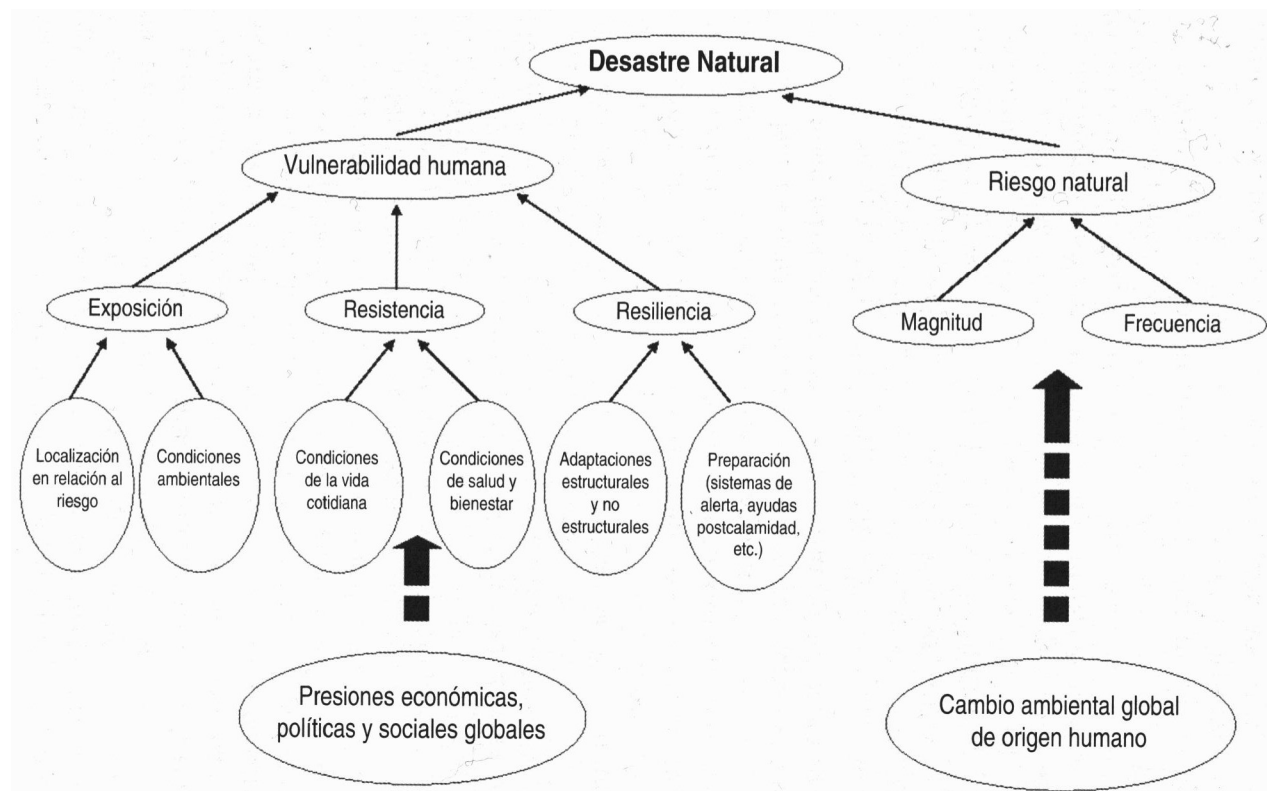 Desastre Natural
Vulnerabilidad humana
Riesgo natural
Exposición
Resistencia
Resiliencia
Magnitud
Frecuencia
Localización
en relación al
riesgo
Condiciones
ambientales
Condiciones
de la vida
cotidiana
Condiciones
de salud y
bienestar
Adaptaciones
estructurales
y no
estructurales
Preparación
(sistemas de
alerta, ayudas
postcalamidad,
etc.)
Presiones económicas,
políticas y sociales globales
Cambio ambiental global
de origen humano